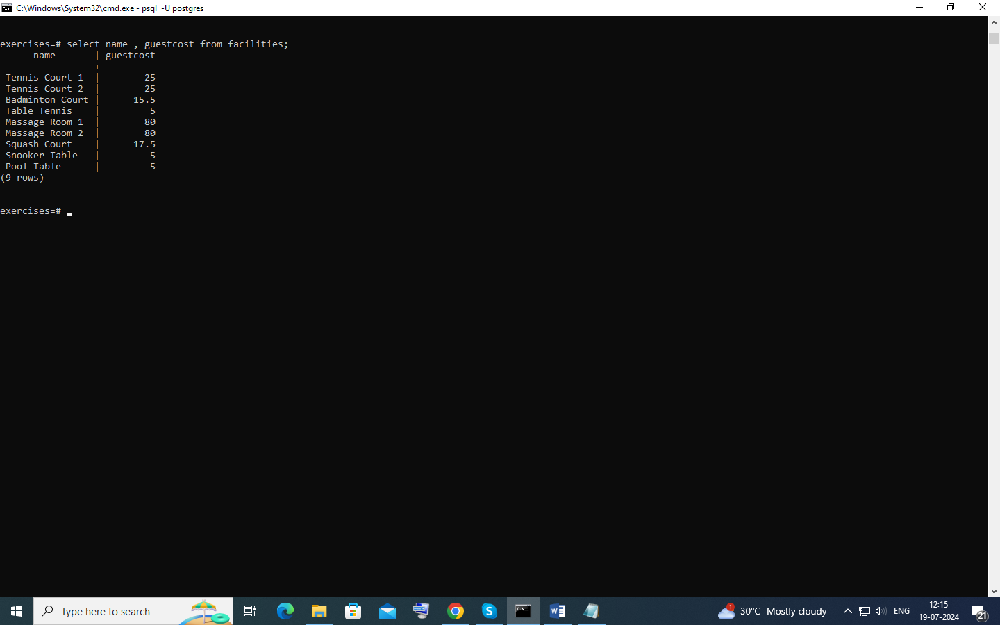 C:\Windows\System32\cmd.exe - psql  -U postgres
exercises=# select name , guestcost from facilities;
      name       | guestcost
-----------------+-----------
 Tennis Court 1  |        25
 Tennis Court 2  |        25
 Badminton Court |      15.5
 Table Tennis    |         5
 Massage Room 1  |        80
 Massage Room 2  |        80
 Squash Court    |      17.5
 Snooker Table   |         5
 Pool Table      |         5
(9 rows)
exercises=#
Type here to search
1
30°C  Mostly cloudy
ENG
12:15
19-07-2024
21